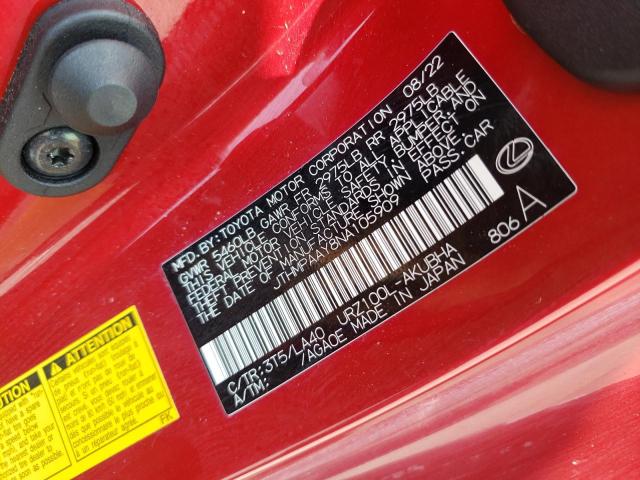 MFD. BY: TOYOTA MOTOR CORPORATION 08/22
GVWR 5460LB GAWR FR 2975LB RR 2975LB
THIS VEHICLE CONFORMS TO ALL APPLICABLE
FEDERAL MOTOR VEHICLE SAFETY, BUMPER, AND
THEFT PREVENTION STANDARDS IN EFFECT ON
THE DATE OF MANUFACTURE SHOWN ABOVE.
JTHMPAAY8NA105909 PASS. CAR
C/TR: 3T5/LA40 URZ100L-AKUBHA
A/TM: /AGA0E MADE IN JAPAN 806 A
ATTENTION
FK